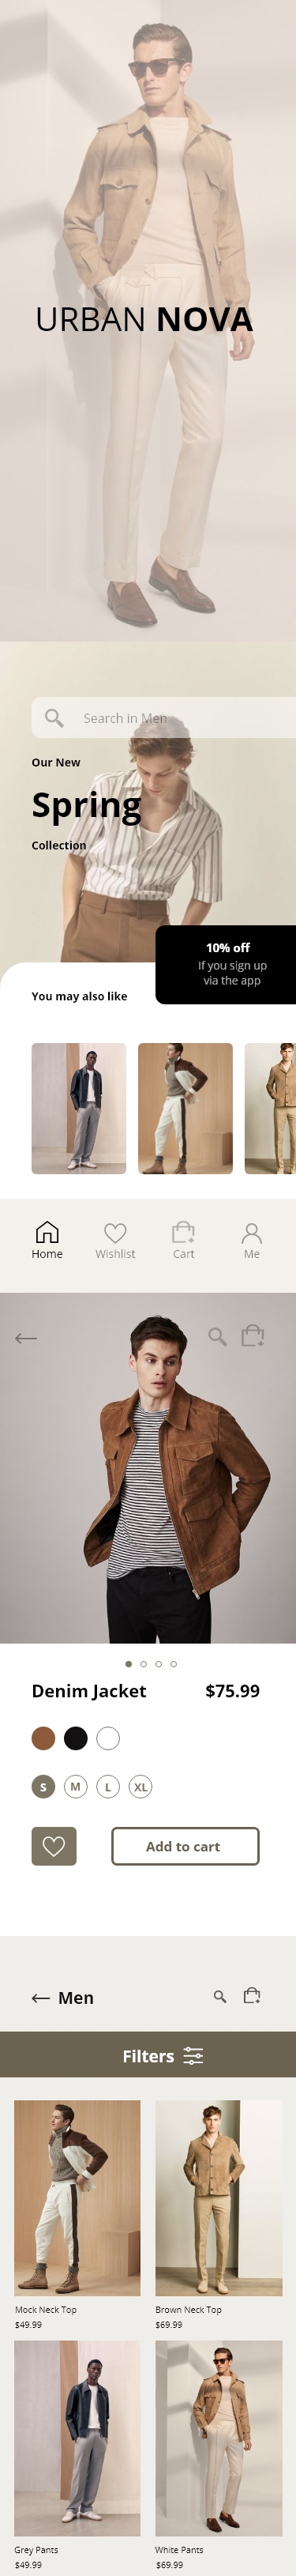 URBAN NOVA
Search in Men
Our New
Spring
Collection
10% off
If you sign up
via the app
You may also like
Home Wishlist Cart Me
Denim Jacket $75.99
S M L XL
Add to cart
Men
Filters
Mock Neck Top Brown Neck Top
$49.99 $69.99
Grey Pants White Pants
$49.99 $69.99